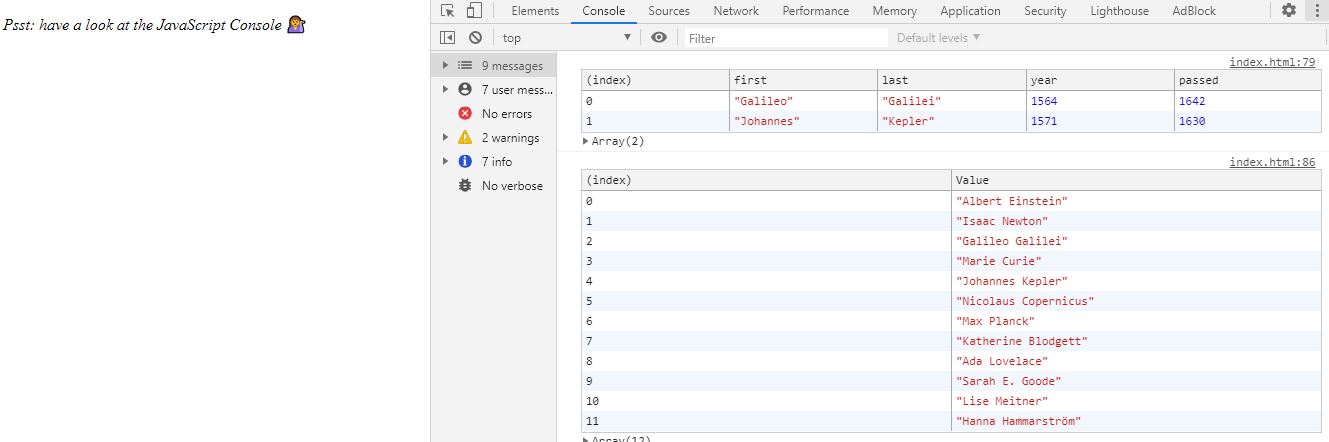 Psst: have a look at the JavaScript Console 💁
Elements Console Sources Network Performance Memory Application Security Lighthouse AdBlock
top Filter Default levels
9 messages
7 user mess...
No errors
2 warnings
7 info
No verbose
index.html:79
(index) first last year passed
0 "Galileo" "Galilei" 1564 1642
1 "Johannes" "Kepler" 1571 1630
Array(2)
index.html:86
(index) Value
0 "Albert Einstein"
1 "Isaac Newton"
2 "Galileo Galilei"
3 "Marie Curie"
4 "Johannes Kepler"
5 "Nicolaus Copernicus"
6 "Max Planck"
7 "Katherine Blodgett"
8 "Ada Lovelace"
9 "Sarah E. Goode"
10 "Lise Meitner"
11 "Hanna Hammarström"
Array(12)